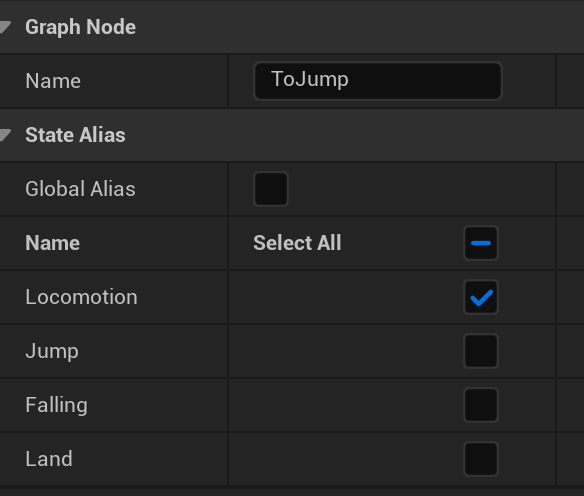 Graph Node
Name ToJump
State Alias
Global Alias
Name Select All
Locomotion
Jump
Falling
Land